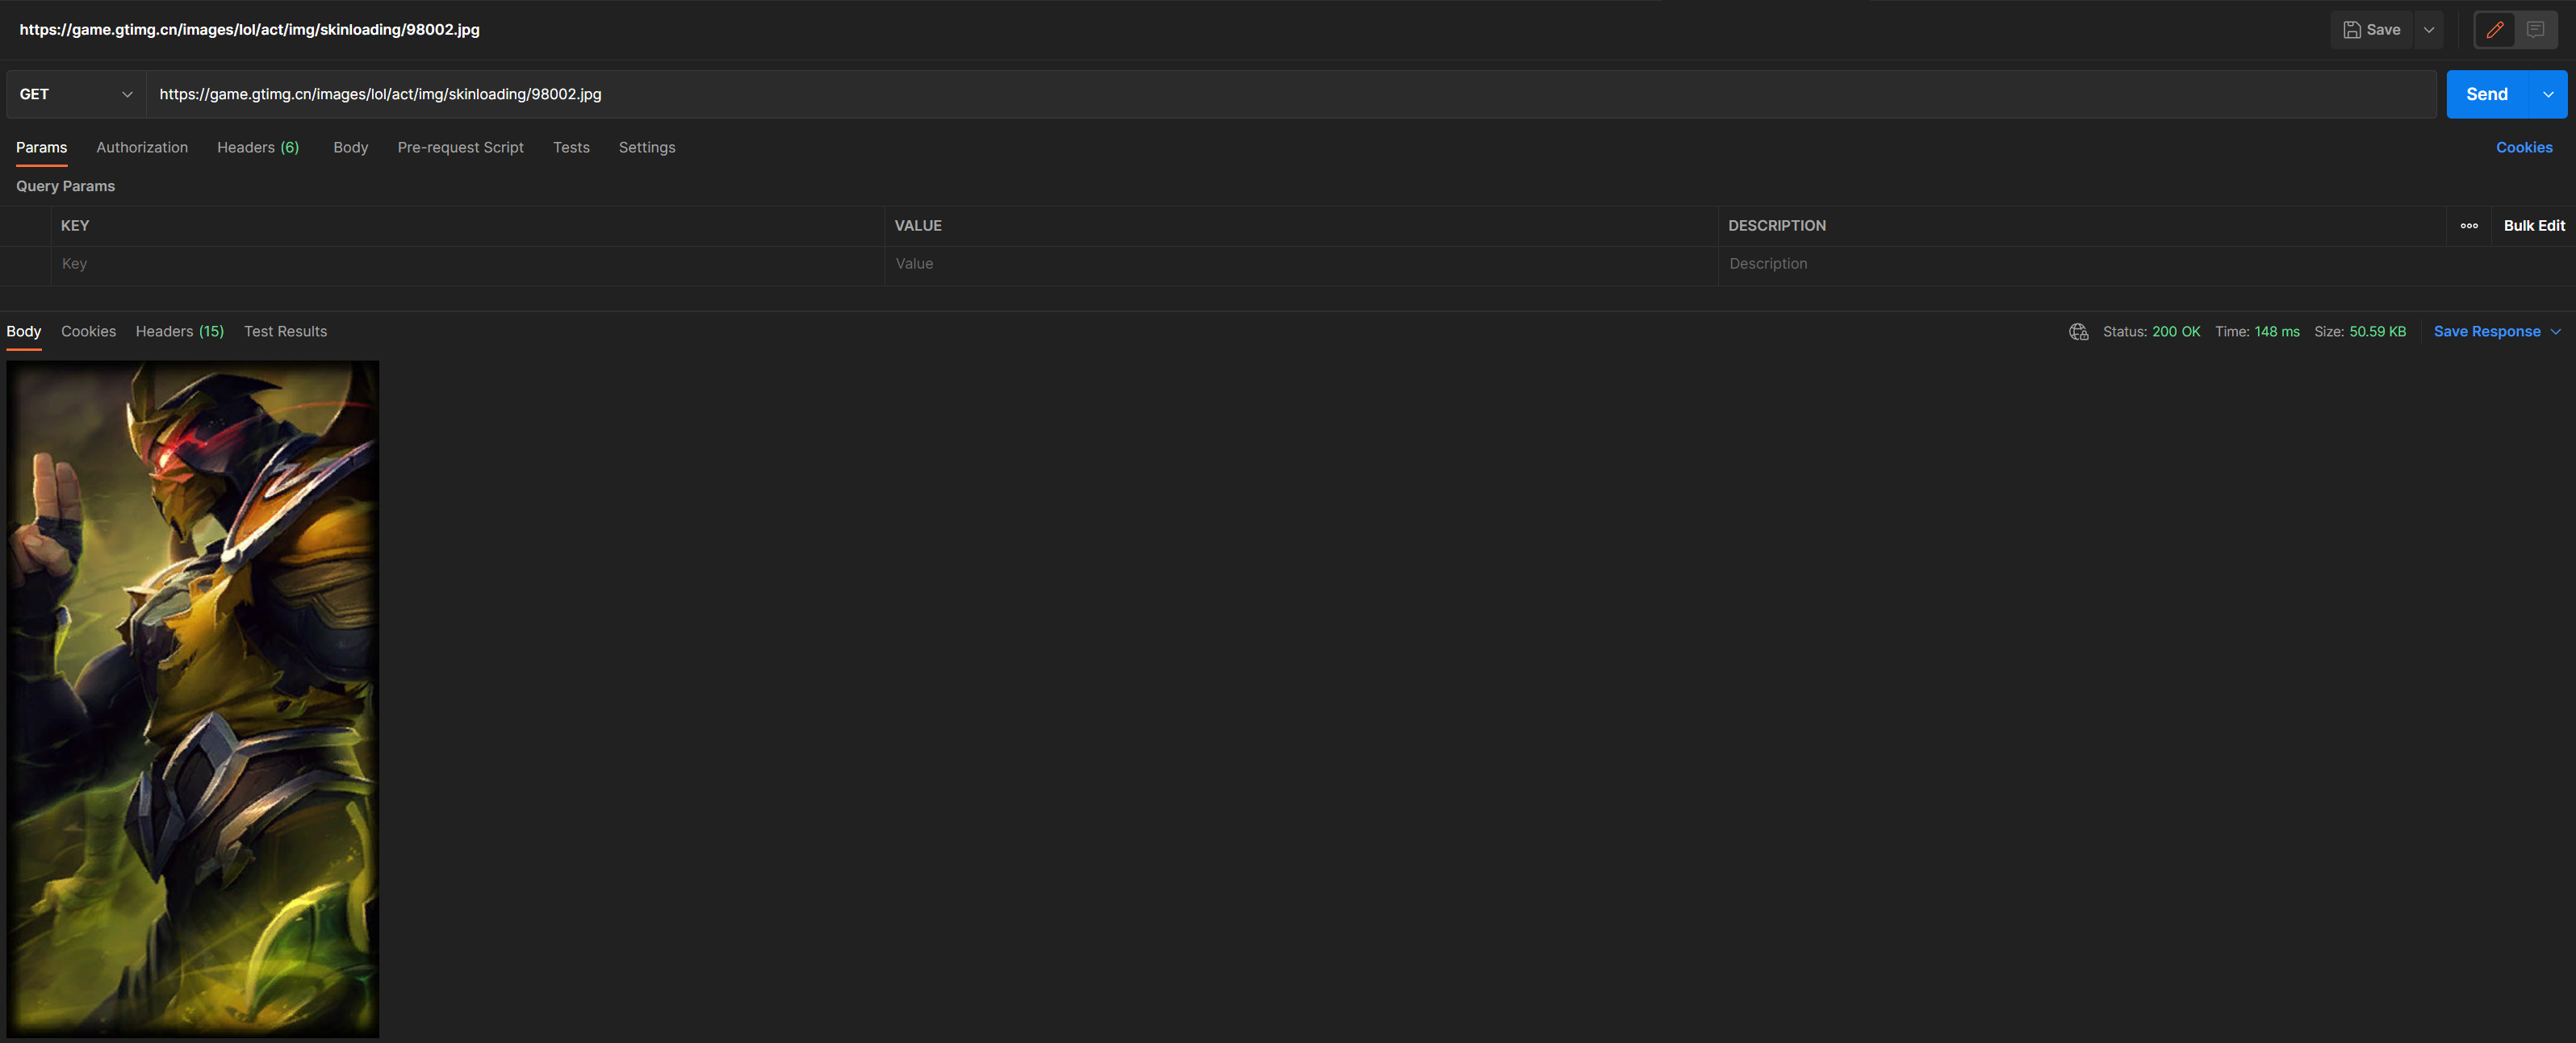 https://game.gtimg.cn/images/lol/act/img/skinloading/98002.jpg
Save
GET https://game.gtimg.cn/images/lol/act/img/skinloading/98002.jpg Send
Params Authorization Headers (6) Body Pre-request Script Tests Settings Cookies
Query Params
KEY VALUE DESCRIPTION Bulk Edit
Key Value Description
Body Cookies Headers (15) Test Results Status: 200 OK Time: 148 ms Size: 50.59 KB Save Response